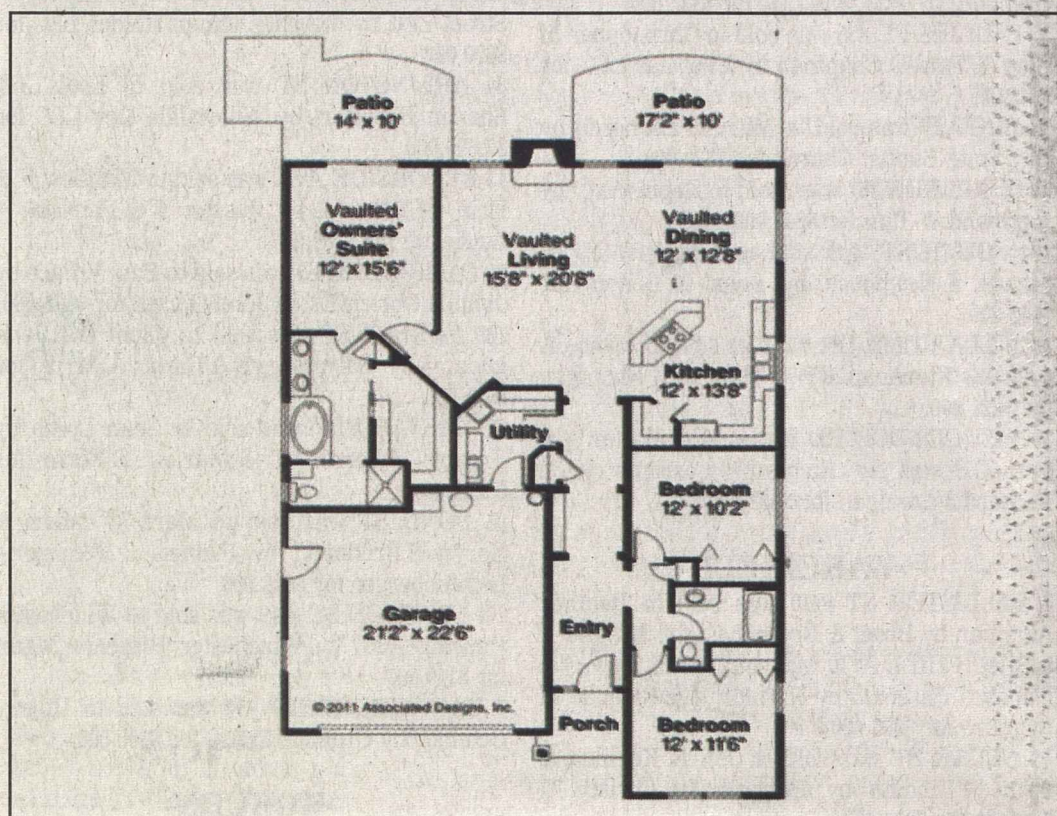 Patio
14' x 10'
Patio
17'2" x 10'
Vaulted
Owners'
Suite
12' x 15'6"
Vaulted
Living
15'8" x 20'8"
Vaulted
Dining
12' x 12'8"
Kitchen
12' x 13'8"
Utility
Bedroom
12' x 10'2"
Garage
21'2" x 22'6"
Entry
© 2011 Associated Designs, Inc.
Porch
Bedroom
12' x 11'6"